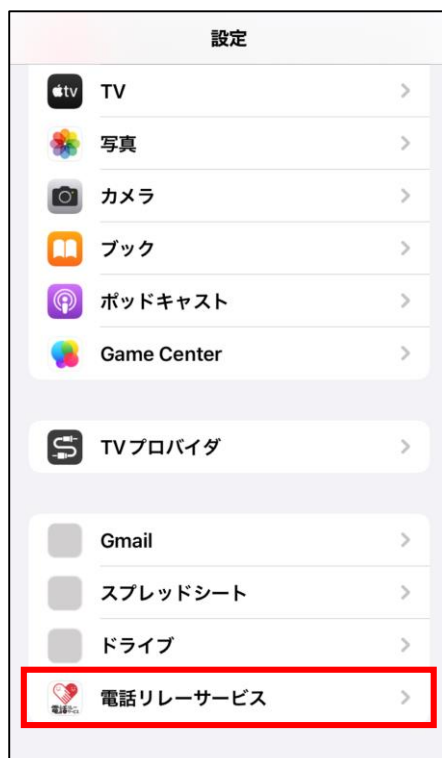 設定
tv TV
写真
カメラ
ブック
ポッドキャスト
Game Center
TVプロバイダ
Gmail
スプレッドシート
ドライブ
電話リレーサービス